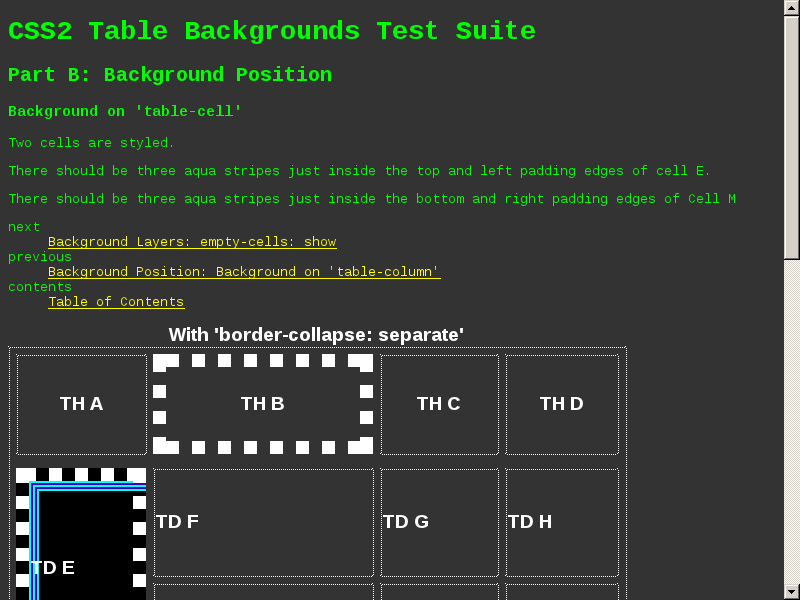 CSS2 Table Backgrounds Test Suite
Part B: Background Position
Background on 'table-cell'
Two cells are styled.
There should be three aqua stripes just inside the top and left padding edges of cell E.
There should be three aqua stripes just inside the bottom and right padding edges of Cell M
next
Background Layers: empty-cells: show
previous
Background Position: Background on 'table-column'
contents
Table of Contents
With 'border-collapse: separate'
TH A TH B TH C TH D
TD F TD G TD H
TD E